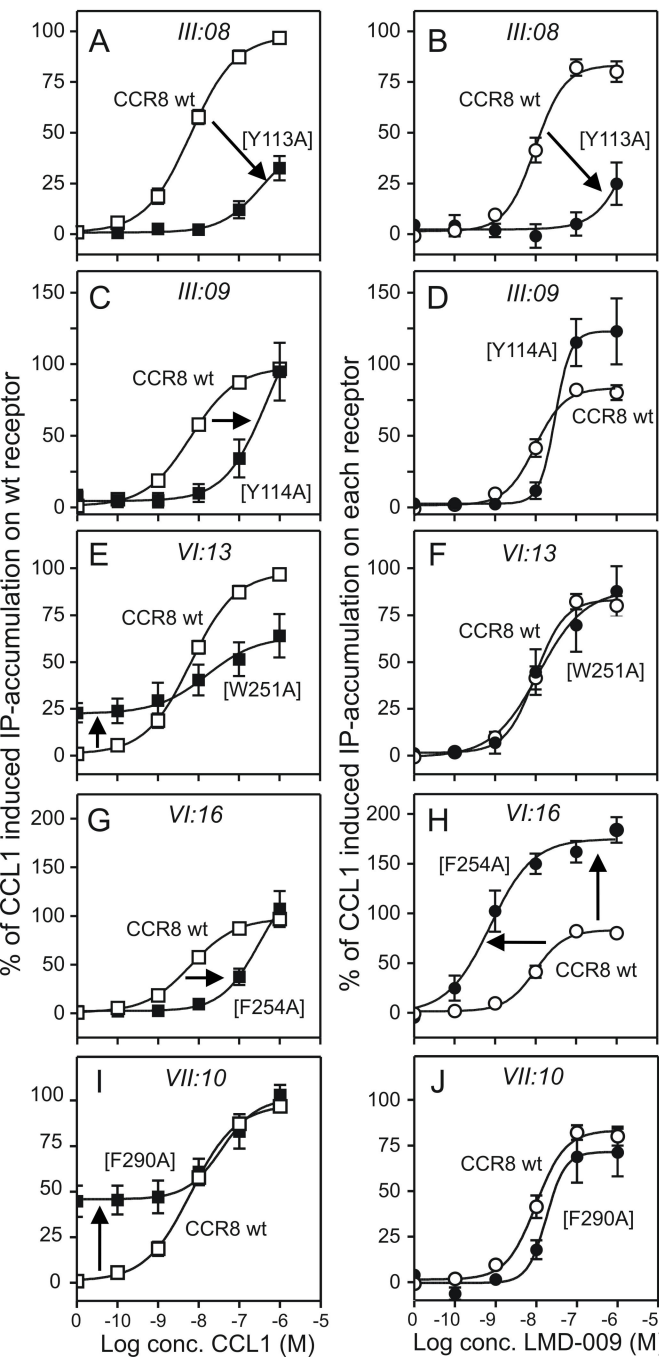 % of CCL1 induced IP-accumulation on wt receptor
A
III:08
100
75
50
25
0
CCR8 wt
[Y113A]
% of CCL1 induced IP-accumulation on each receptor
B
III:08
100
75
50
25
0
CCR8 wt
[Y113A]
C
III:09
150
100
50
0
CCR8 wt
[Y114A]
D
III:09
150
100
50
0
[Y114A]
CCR8 wt
E
VI:13
100
75
50
25
0
CCR8 wt
[W251A]
F
VI:13
100
75
50
25
0
CCR8 wt
[W251A]
G
VI:16
200
150
100
50
0
CCR8 wt
[F254A]
H
VI:16
200
150
100
50
0
[F254A]
CCR8 wt
I
VII:10
100
75
50
25
0
[F290A]
CCR8 wt
0 -10 -9 -8 -7 -6 -5
Log conc. CCL1 (M)
J
VII:10
100
75
50
25
0
CCR8 wt
[F290A]
0 -10 -9 -8 -7 -6 -5
Log conc. LMD-009 (M)